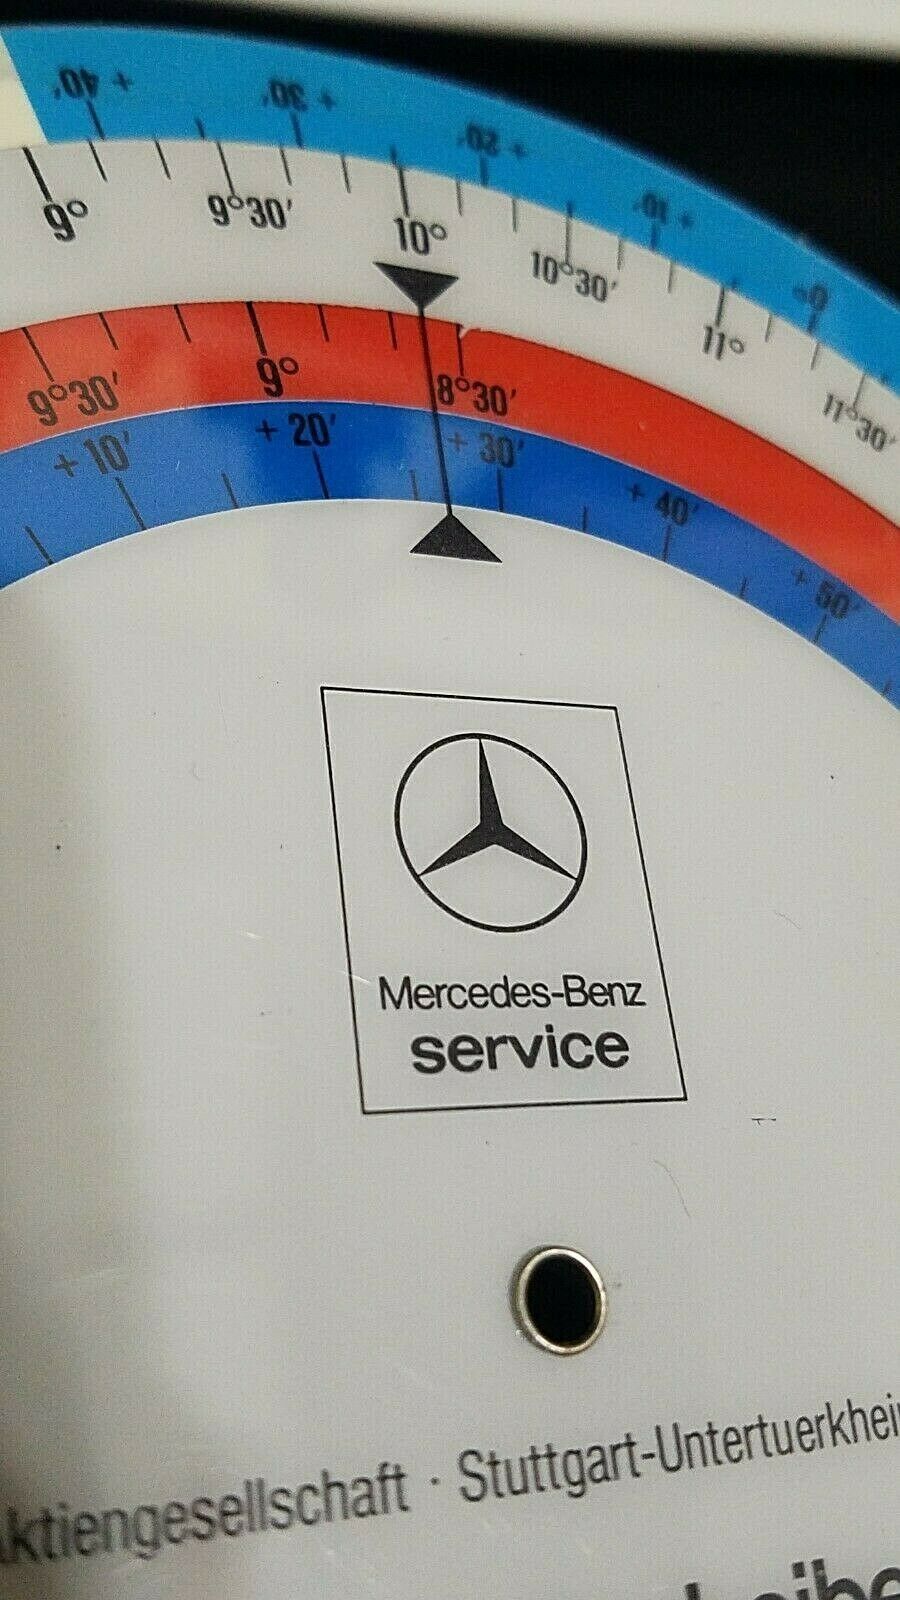 + 40' + 30' + 20' + 10' 0°
9° 9°30' 10° 10°30' 11° 11°30'
9°30' 9° 8°30'
+ 10' + 20' + 30' + 40' + 50'
Mercedes-Benz
service
ktiengesellschaft · Stuttgart-Untertuerkhei